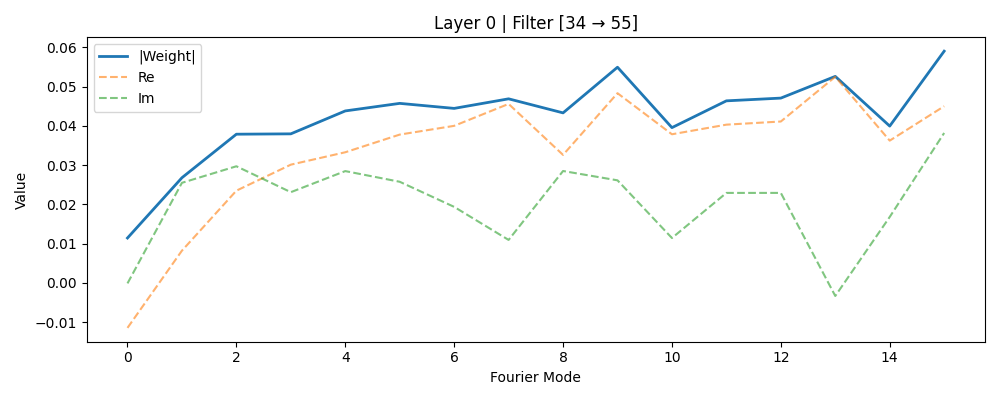 Layer 0 | Filter [34 → 55]
|Weight|
Re
Im
0.06
0.05
0.04
0.03
0.02
0.01
0.00
−0.01
Value
0 2 4 6 8 10 12 14
Fourier Mode